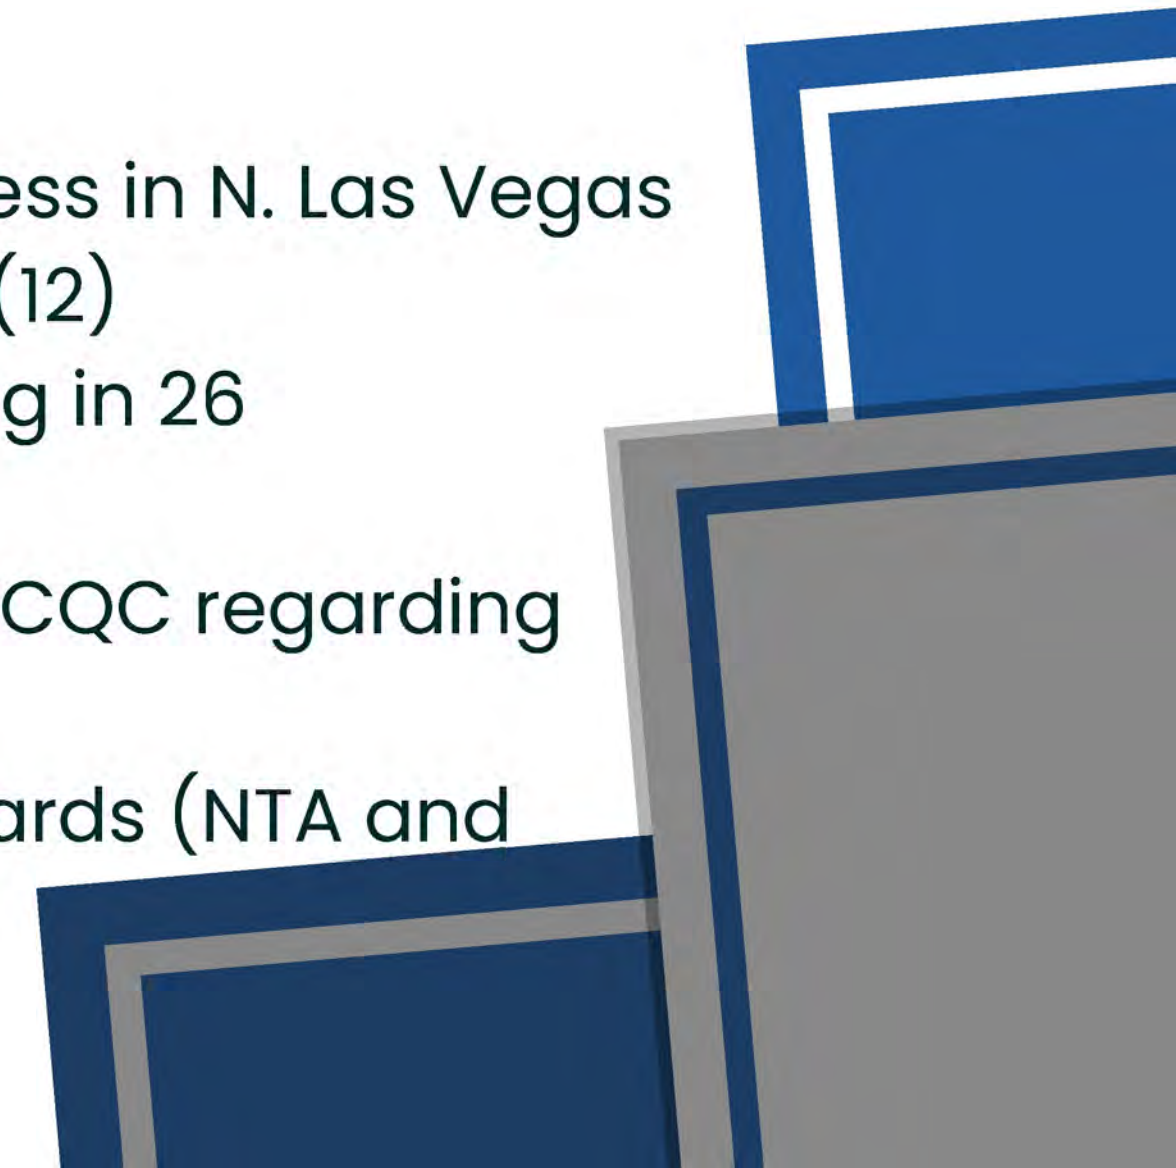 ess in N. Las Vegas
(12)
g in 26
CQC regarding
ards (NTA and